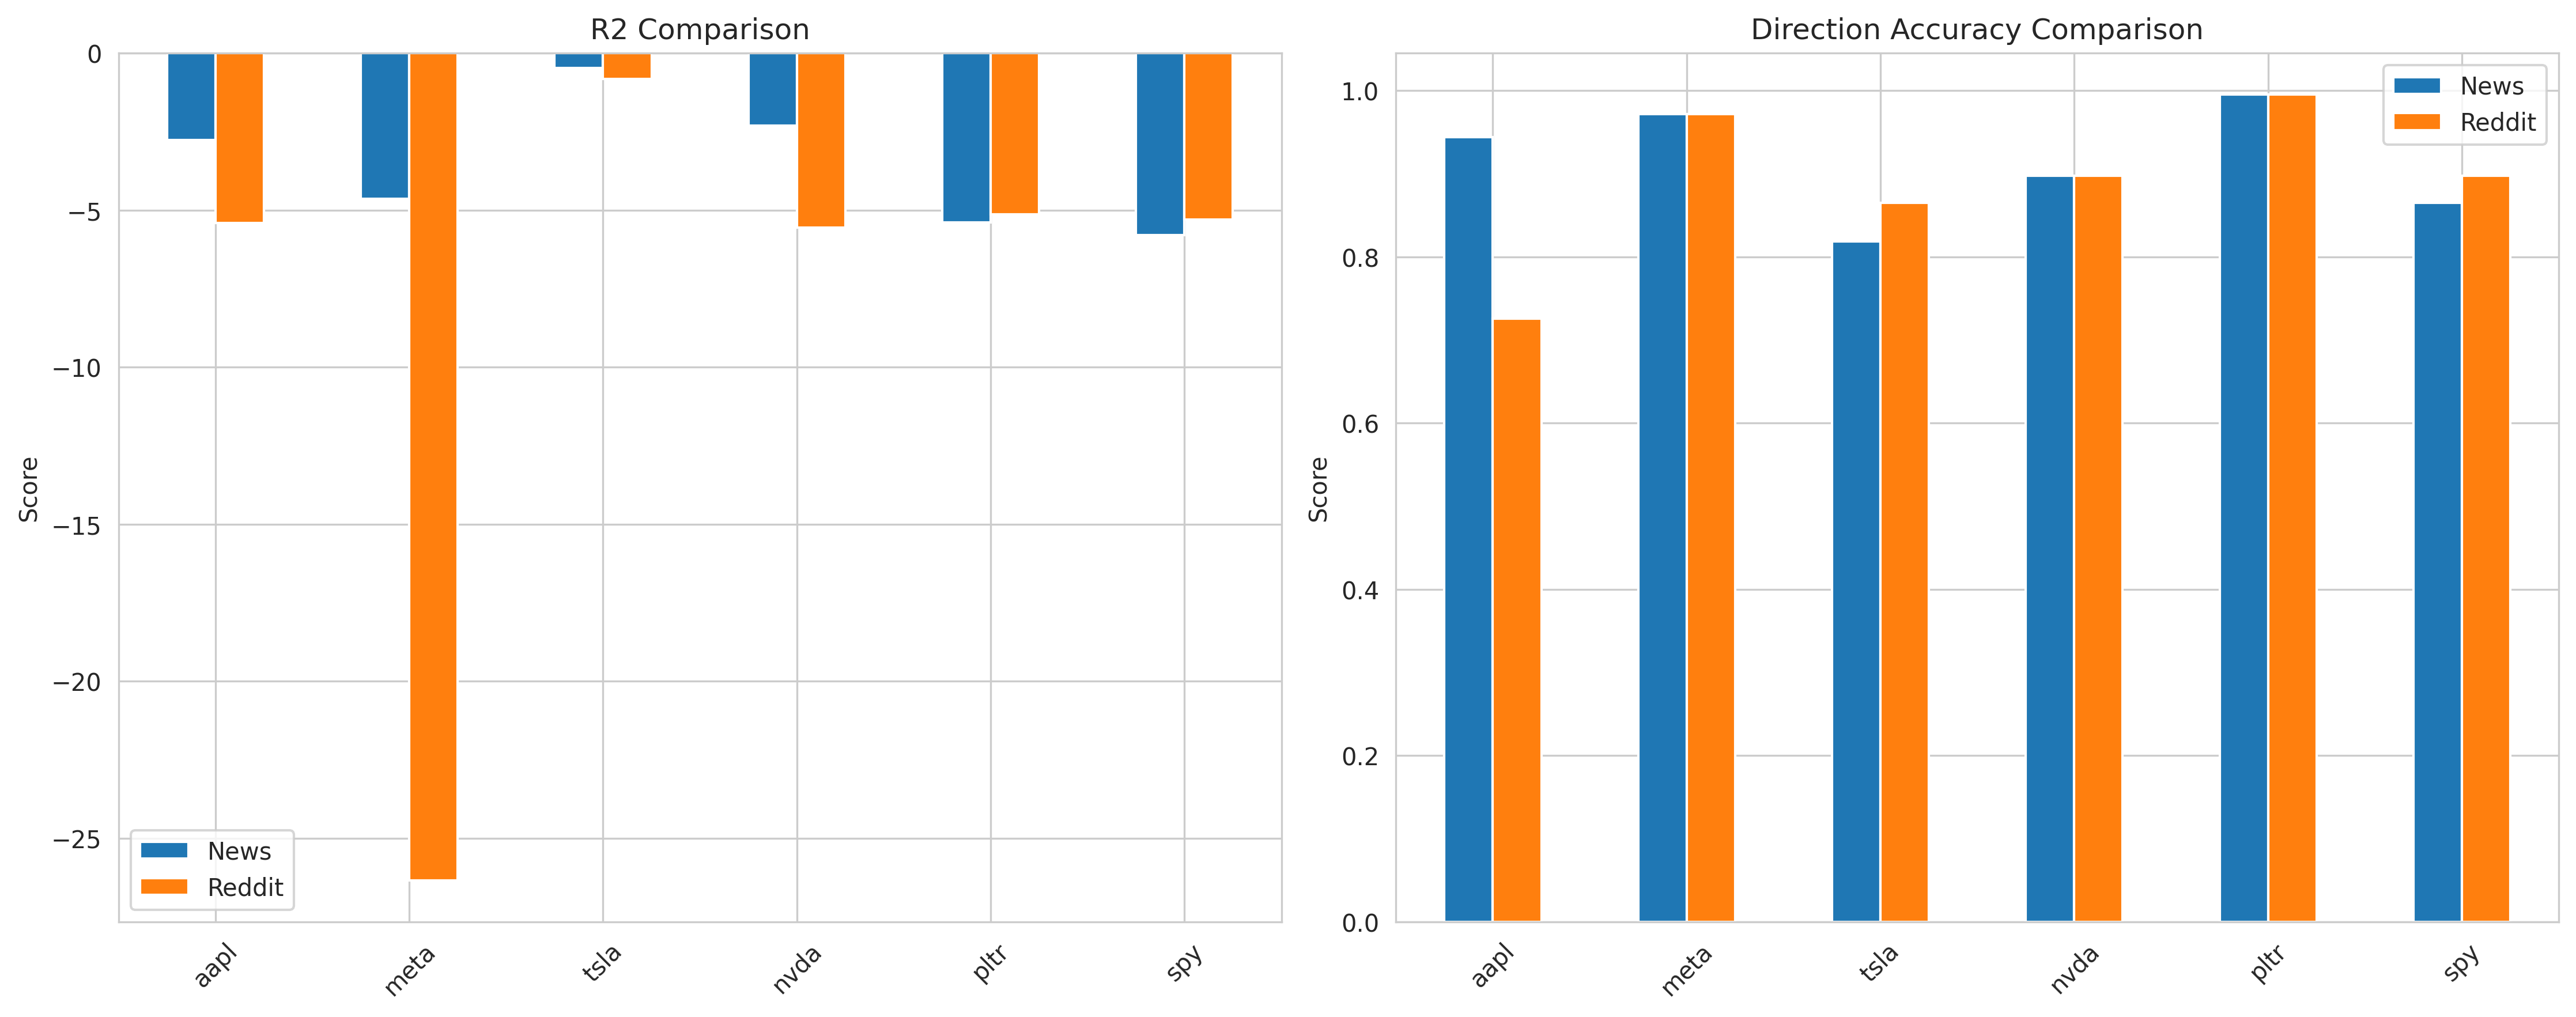 R2 Comparison
Score
0
−5
−10
−15
−20
−25
News
Reddit
aapl
meta
tsla
nvda
pltr
spy
Direction Accuracy Comparison
Score
1.0
0.8
0.6
0.4
0.2
0.0
News
Reddit
aapl
meta
tsla
nvda
pltr
spy